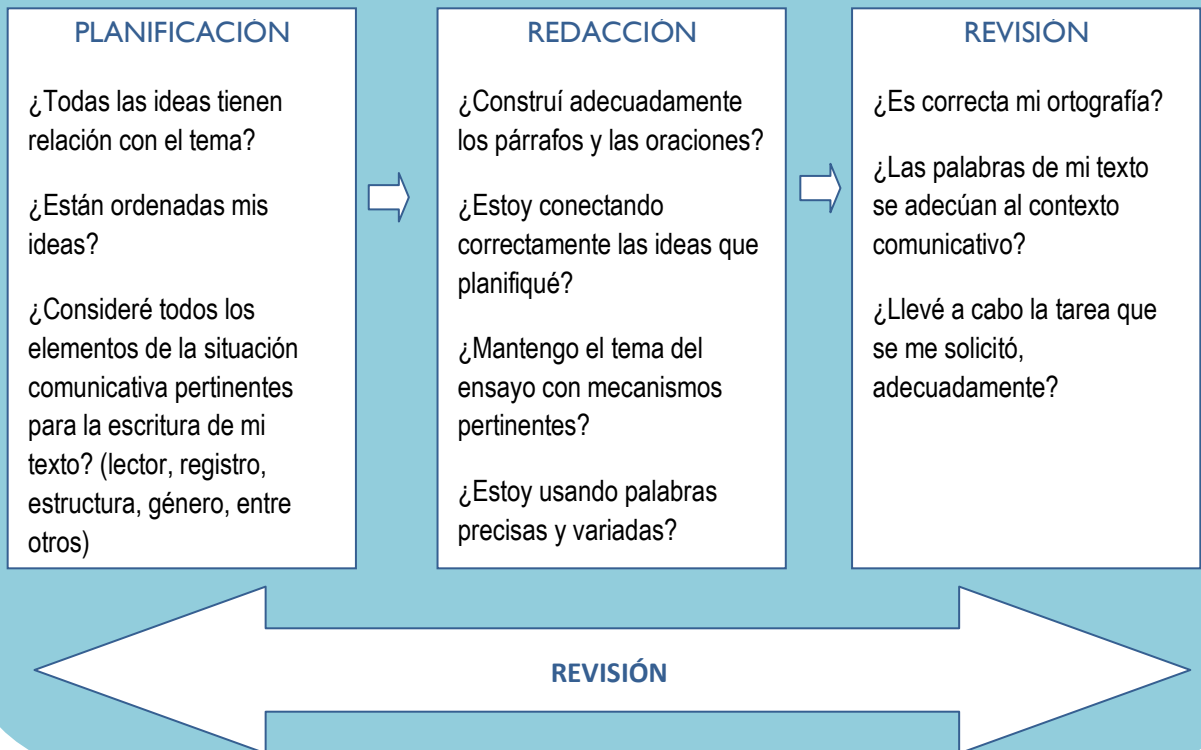 PLANIFICACIÓN
¿Todas las ideas tienen
relación con el tema?
¿Están ordenadas mis
ideas?
¿Consideré todos los
elementos de la situación
comunicativa pertinentes
para la escritura de mi
texto? (lector, registro,
estructura, género, entre
otros)
REDACCIÓN
¿Construí adecuadamente
los párrafos y las oraciones?
¿Estoy conectando
correctamente las ideas que
planifiqué?
¿Mantengo el tema del
ensayo con mecanismos
pertinentes?
¿Estoy usando palabras
precisas y variadas?
REVISIÓN
¿Es correcta mi ortografía?
¿Las palabras de mi texto
se adecúan al contexto
comunicativo?
¿Llevé a cabo la tarea que
se me solicitó,
adecuadamente?
REVISIÓN